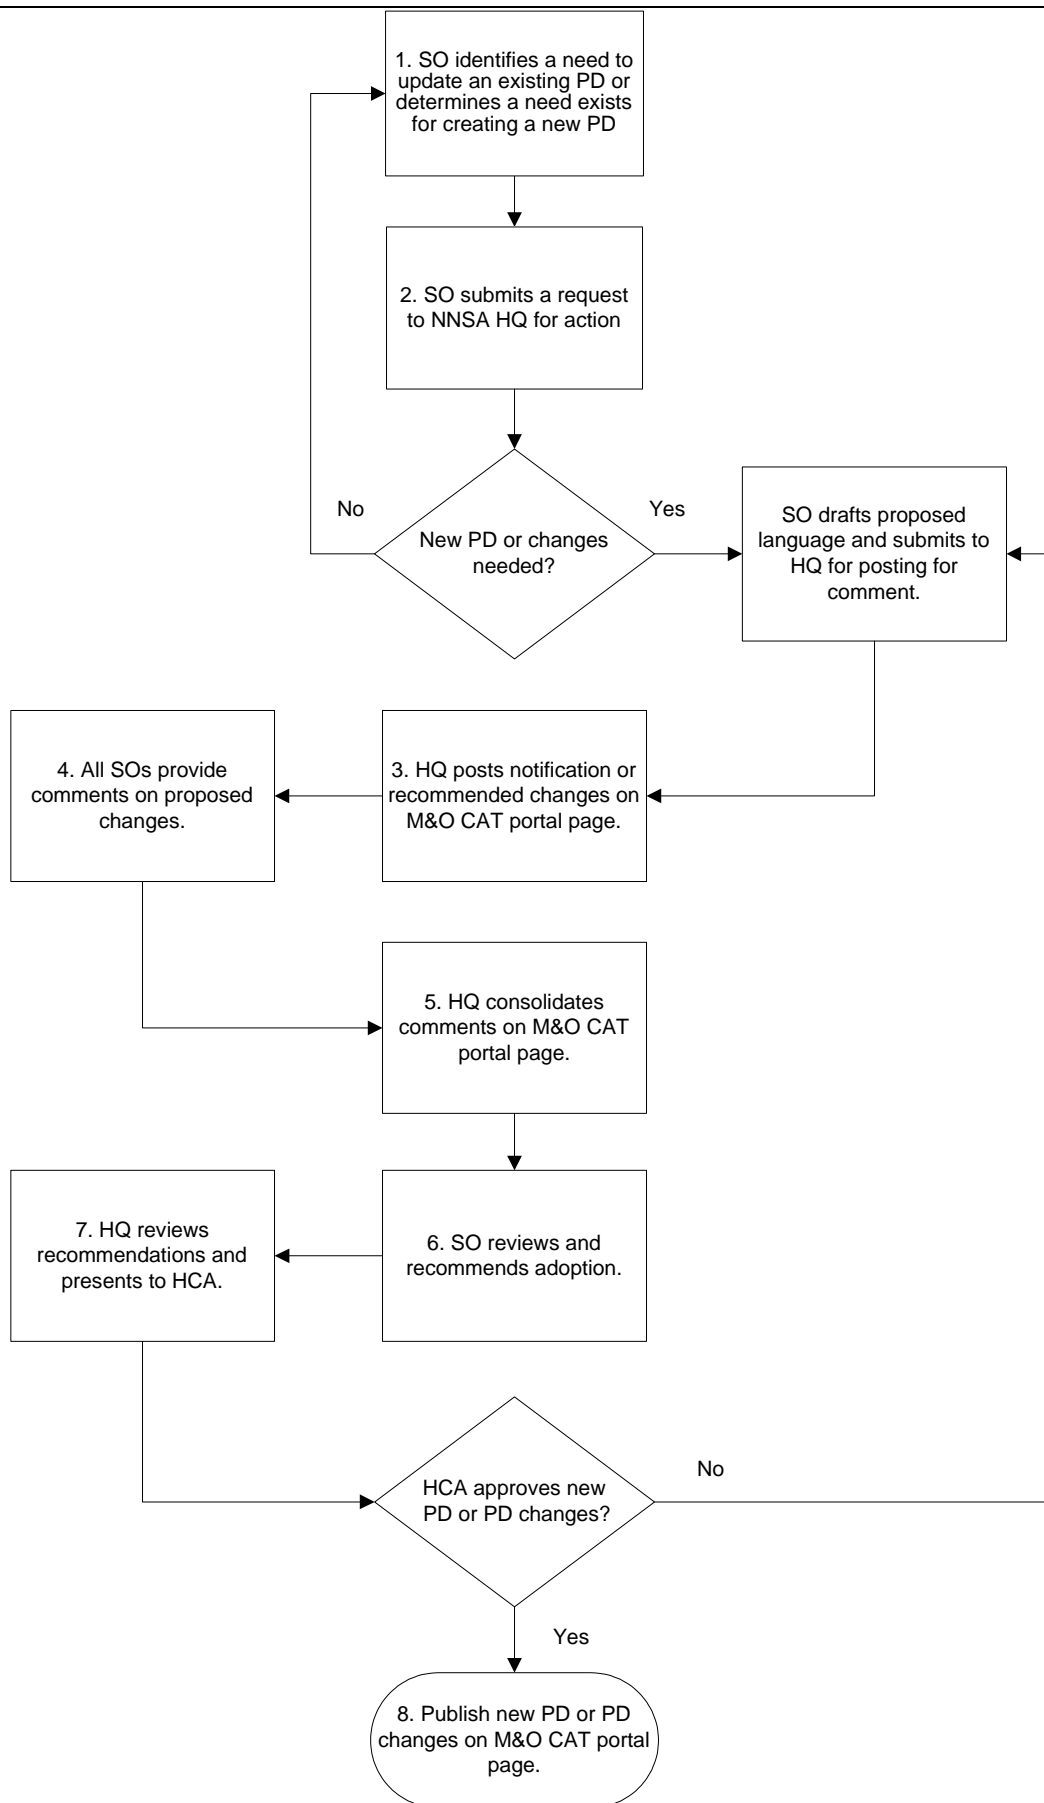 1. SO identifies a need to
update an existing PD or
determines a need exists
for creating a new PD
2. SO submits a request
to NNSA HQ for action
No
Yes
New PD or changes
needed?
SO drafts proposed
language and submits to
HQ for posting for
comment.
4. All SOs provide
comments on proposed
changes.
3. HQ posts notification or
recommended changes on
M&O CAT portal page.
5. HQ consolidates
comments on M&O CAT
portal page.
7. HQ reviews
recommendations and
presents to HCA.
6. SO reviews and
recommends adoption.
HCA approves new
PD or PD changes?
No
Yes
8. Publish new PD or PD
changes on M&O CAT portal
page.